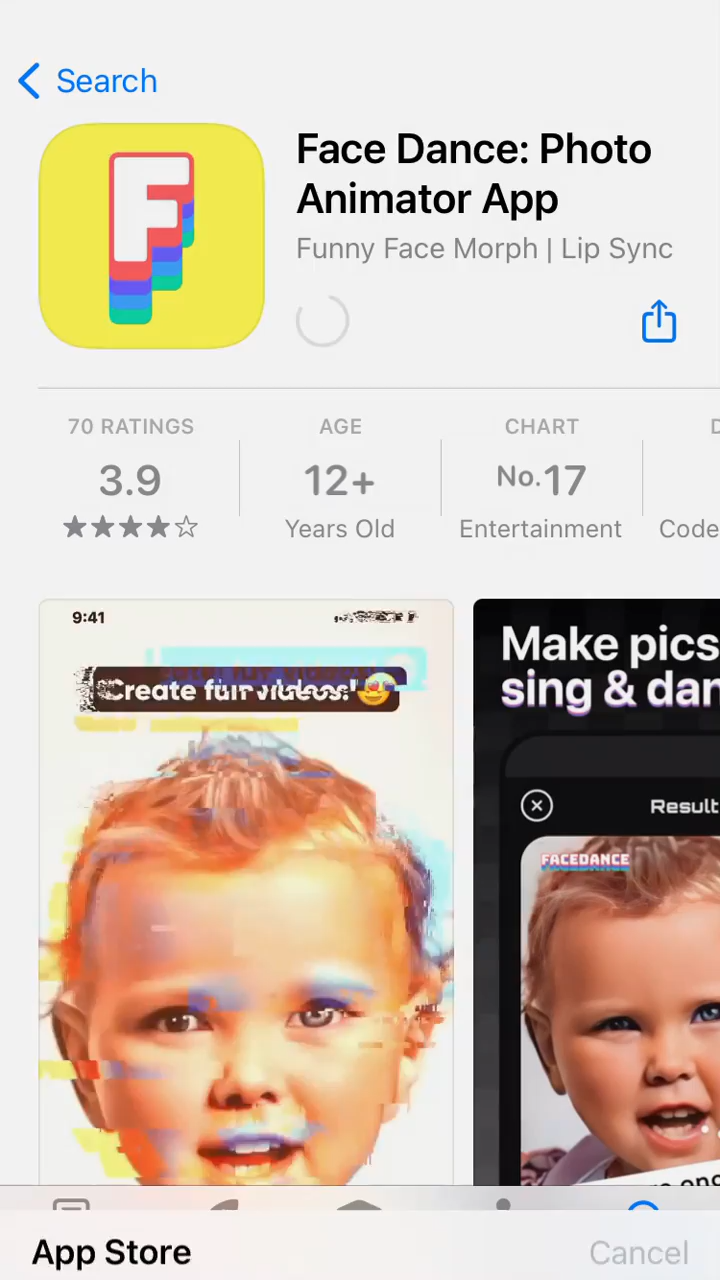 Search
F
Face Dance: Photo
Animator App
Funny Face Morph | Lip Sync
70 RATINGS
AGE
CHART
D
3.9
12+
No.17
Years Old
Entertainment
Code
9:41
Create fun videos!
Make pics
sing & dan
Result
FACEDANCE
App Store
Cancel